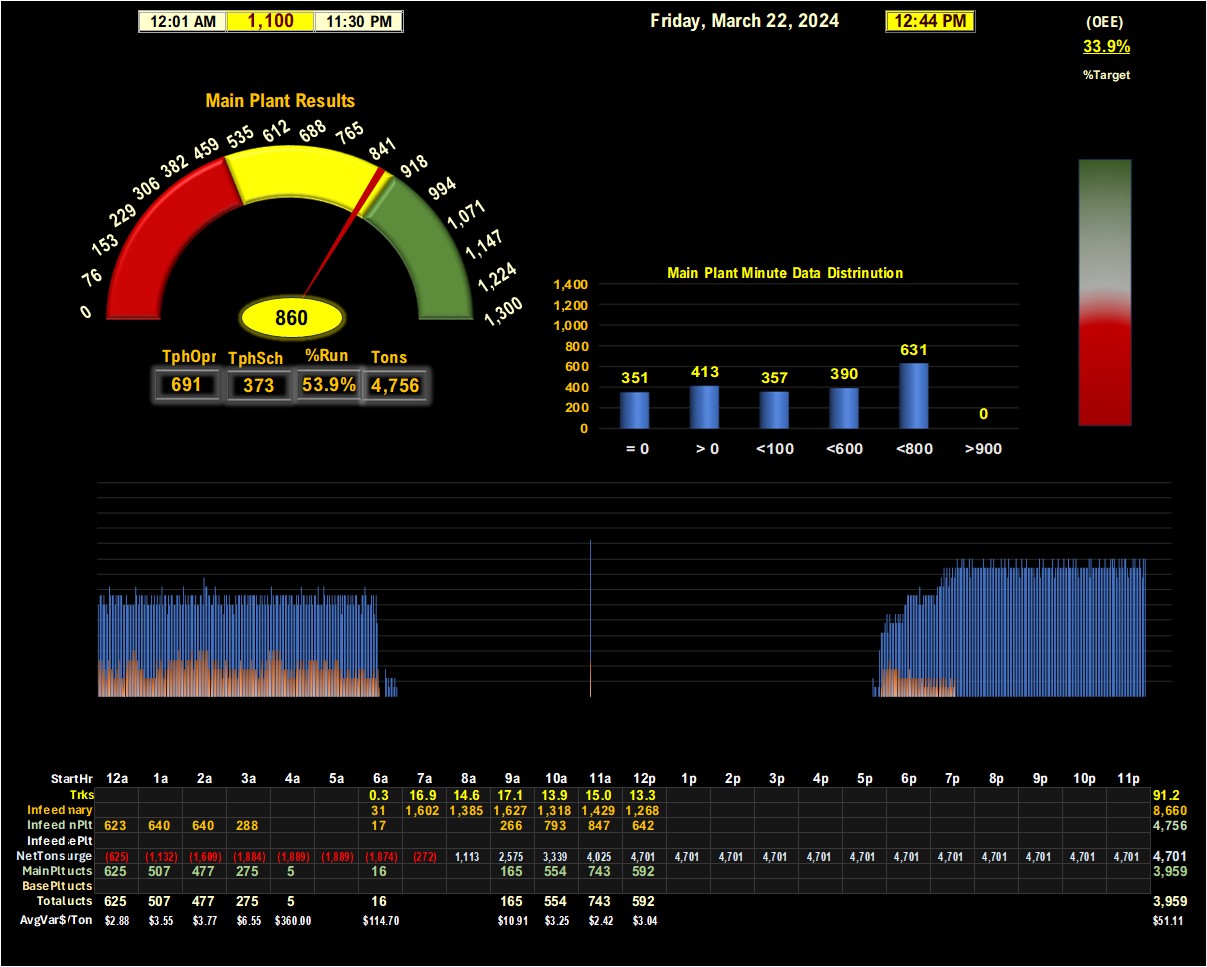 12:01 AM 1,100 11:30 PM Friday, March 22, 2024 12:44 PM (OEE)
33.9%
%Target
Main Plant Results
0 76 153 229 306 382 459 535 612 688 765 841 918 994 1,071 1,147 1,224 1,300
860
TphOpr TphSch %Run Tons
691 373 53.9% 4,756
Main Plant Minute Data Distrinution
1,400
1,200
1,000
800
600
400
200
0
351 413 357 390 631 0
= 0 > 0 <100 <600 <800 >900
StartHr 12a 1a 2a 3a 4a 5a 6a 7a 8a 9a 10a 11a 12p 1p 2p 3p 4p 5p 6p 7p 8p 9p 10p 11p
Trks 0.3 16.9 14.6 17.1 13.9 15.0 13.3 91.2
Infeed nary 31 1,602 1,385 1,627 1,318 1,429 1,268 8,660
Infeed n Plt 623 640 640 288 17 266 793 847 642 4,756
Infeed ePlt
NetTons urge (625) (1,132) (1,609) (1,884) (1,889) (1,889) (1,874) (272) 1,113 2,575 3,339 4,025 4,701 4,701 4,701 4,701 4,701 4,701 4,701 4,701 4,701 4,701 4,701 4,701 4,701
Main Plt ucts 625 507 477 275 5 16 165 554 743 592 3,959
Base Plt ucts
Total ucts 625 507 477 275 5 16 165 554 743 592 3,959
AvgVar$/Ton $2.88 $3.55 $3.77 $6.55 $360.00 $114.70 $10.91 $3.25 $2.42 $3.04 $51.11